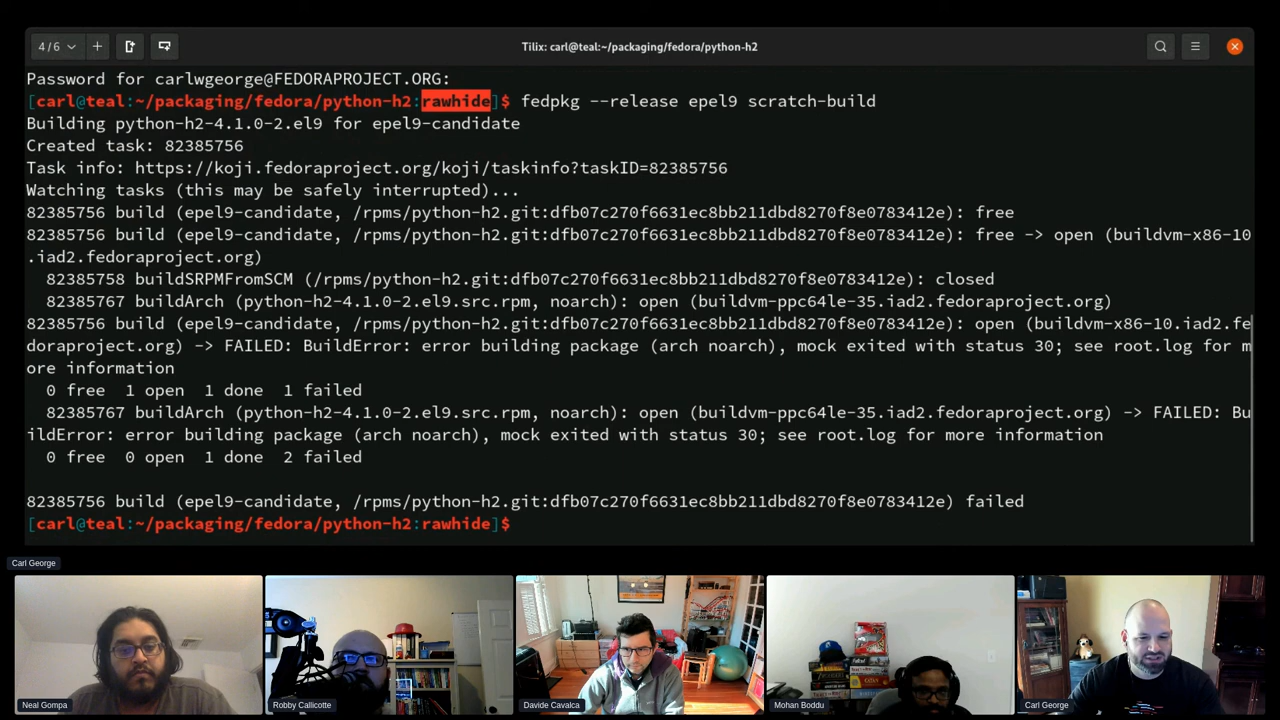 4/6
Tilix: carl@teal:~/packaging/fedora/python-h2
Password for carlwgeorge@FEDORAPROJECT.ORG:
[carl@teal:~/packaging/fedora/python-h2:rawhide]$ fedpkg --release epel9 scratch-build
Building python-h2-4.1.0-2.el9 for epel9-candidate
Created task: 82385756
Task info: https://koji.fedoraproject.org/koji/taskinfo?taskID=82385756
Watching tasks (this may be safely interrupted)...
82385756 build (epel9-candidate, /rpms/python-h2.git:dfb07c270f6631ec8bb211dbd8270f8e0783412e): free
82385756 build (epel9-candidate, /rpms/python-h2.git:dfb07c270f6631ec8bb211dbd8270f8e0783412e): free -> open (buildvm-x86-10
.iad2.fedoraproject.org)
82385758 buildSRPMFromSCM (/rpms/python-h2.git:dfb07c270f6631ec8bb211dbd8270f8e0783412e): closed
82385767 buildArch (python-h2-4.1.0-2.el9.src.rpm, noarch): open (buildvm-ppc64le-35.iad2.fedoraproject.org)
82385756 build (epel9-candidate, /rpms/python-h2.git:dfb07c270f6631ec8bb211dbd8270f8e0783412e): open (buildvm-x86-10.iad2.fe
doraproject.org) -> FAILED: BuildError: error building package (arch noarch), mock exited with status 30; see root.log for m
ore information
0 free 1 open 1 done 1 failed
82385767 buildArch (python-h2-4.1.0-2.el9.src.rpm, noarch): open (buildvm-ppc64le-35.iad2.fedoraproject.org) -> FAILED: Bu
ildError: error building package (arch noarch), mock exited with status 30; see root.log for more information
0 free 0 open 1 done 2 failed
82385756 build (epel9-candidate, /rpms/python-h2.git:dfb07c270f6631ec8bb211dbd8270f8e0783412e) failed
[carl@teal:~/packaging/fedora/python-h2:rawhide]$
Carl George
Neal Gompa
Robby Callicotte
Davide Cavalca
Mohan Boddu
Carl George